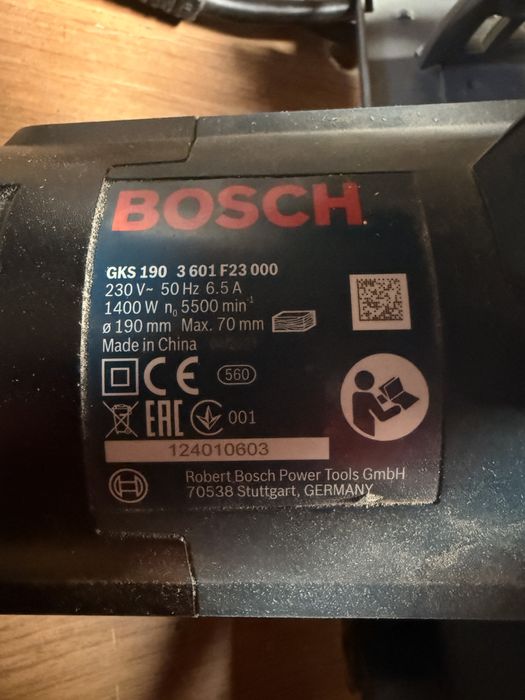 BOSCH
GKS 190 3 601 F23 000
230 V~ 50 Hz 6.5 A
1400 W n₀ 5500 min⁻¹
ø 190 mm Max. 70 mm
Made in China
CE 560
EAC 001
124010603
Robert Bosch Power Tools GmbH
70538 Stuttgart, GERMANY